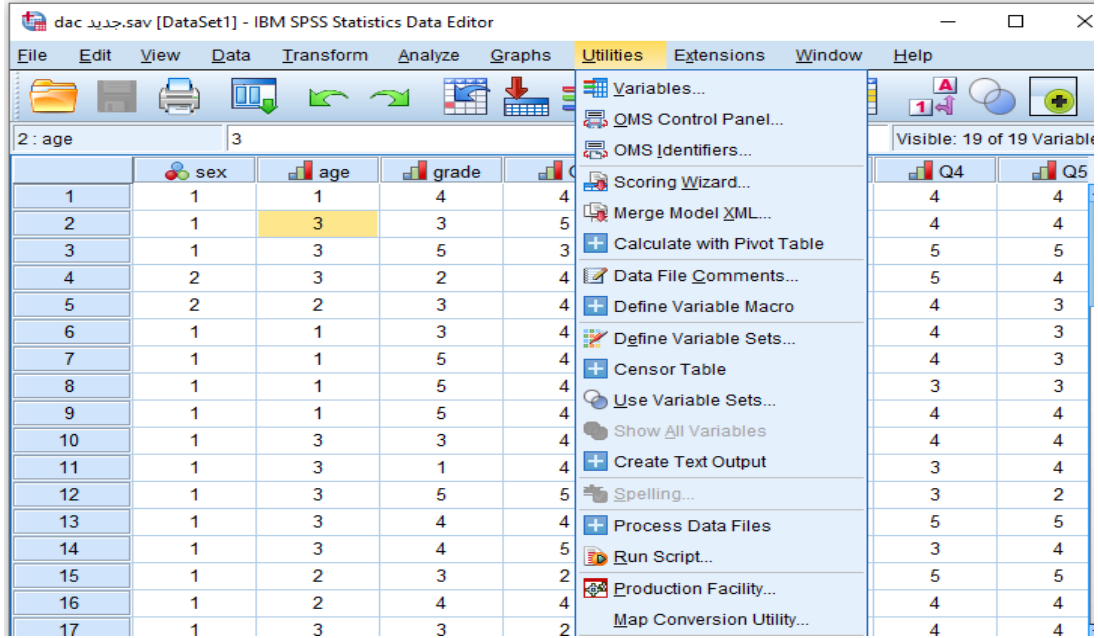 dac جديد.sav [DataSet1] - IBM SPSS Statistics Data Editor
File Edit View Data Transform Analyze Graphs Utilities Extensions Window Help
2 : age 3 Visible: 19 of 19 Variable
sex age grade Q4 Q5
1 1 1 4 4 4 4
2 1 3 3 5 4 4
3 1 3 5 3 5 5
4 2 3 2 4 5 4
5 2 2 3 4 4 3
6 1 1 3 4 4 3
7 1 1 5 4 4 3
8 1 1 5 4 3 3
9 1 1 5 4 4 4
10 1 3 3 4 4 4
11 1 3 1 4 3 4
12 1 3 5 5 3 2
13 1 3 4 4 5 5
14 1 3 4 5 3 4
15 1 2 3 2 5 5
16 1 2 4 4 4 4
17 1 3 3 2 4 4
Variables...
OMS Control Panel...
OMS Identifiers...
Scoring Wizard...
Merge Model XML...
Calculate with Pivot Table
Data File Comments...
Define Variable Macro
Define Variable Sets...
Censor Table
Use Variable Sets...
Show All Variables
Create Text Output
Spelling...
Process Data Files
Run Script...
Production Facility...
Map Conversion Utility...